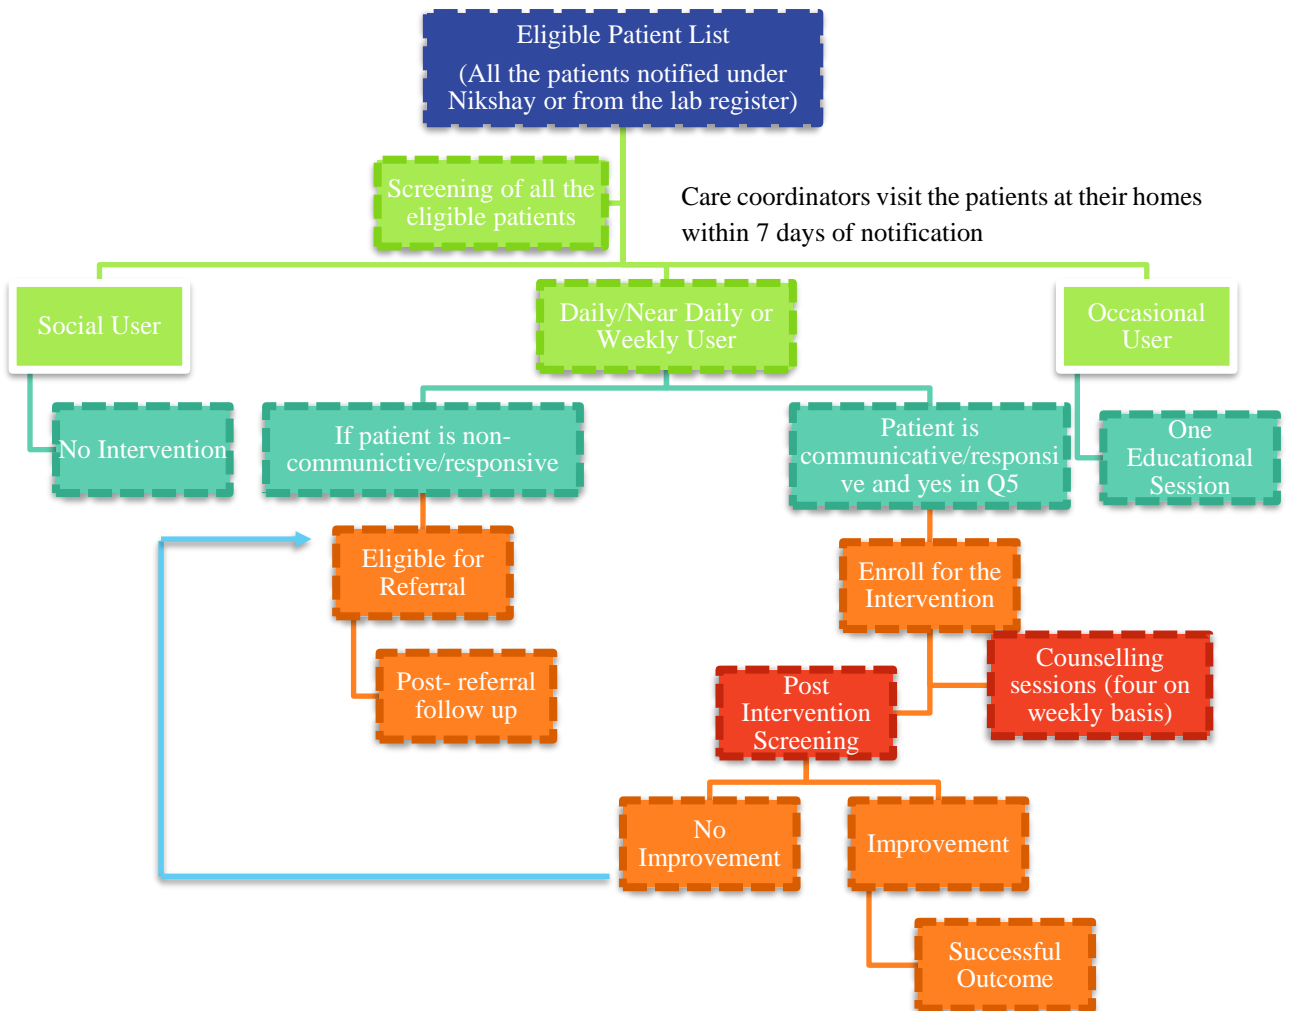 Eligible Patient List
(All the patients notified under
Nikshay or from the lab register)
Screening of all the
eligible patients
Care coordinators visit the patients at their homes
within 7 days of notification
Social User
Daily/Near Daily or
Weekly User
Occasional
User
No Intervention
If patient is non-
communictive/responsive
Patient is
communicative/responsi
ve and yes in Q5
One
Educational
Session
Eligible for
Referral
Enroll for the
Intervention
Post- referral
follow up
Post
Intervention
Screening
Counselling
sessions (four on
weekly basis)
No
Improvement
Improvement
Successful
Outcome